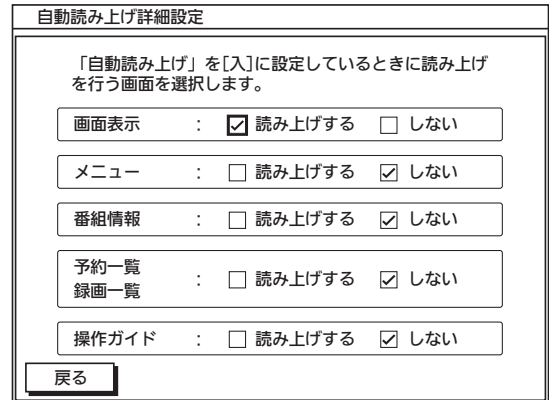 自動読み上げ詳細設定
「自動読み上げ」を[入]に設定しているときに読み上げ
を行う画面を選択します。
画面表示 : ☑ 読み上げする ☐ しない
メニュー : ☐ 読み上げする ☑ しない
番組情報 : ☐ 読み上げする ☑ しない
予約一覧
録画一覧 : ☐ 読み上げする ☑ しない
操作ガイド : ☐ 読み上げする ☑ しない
戻る